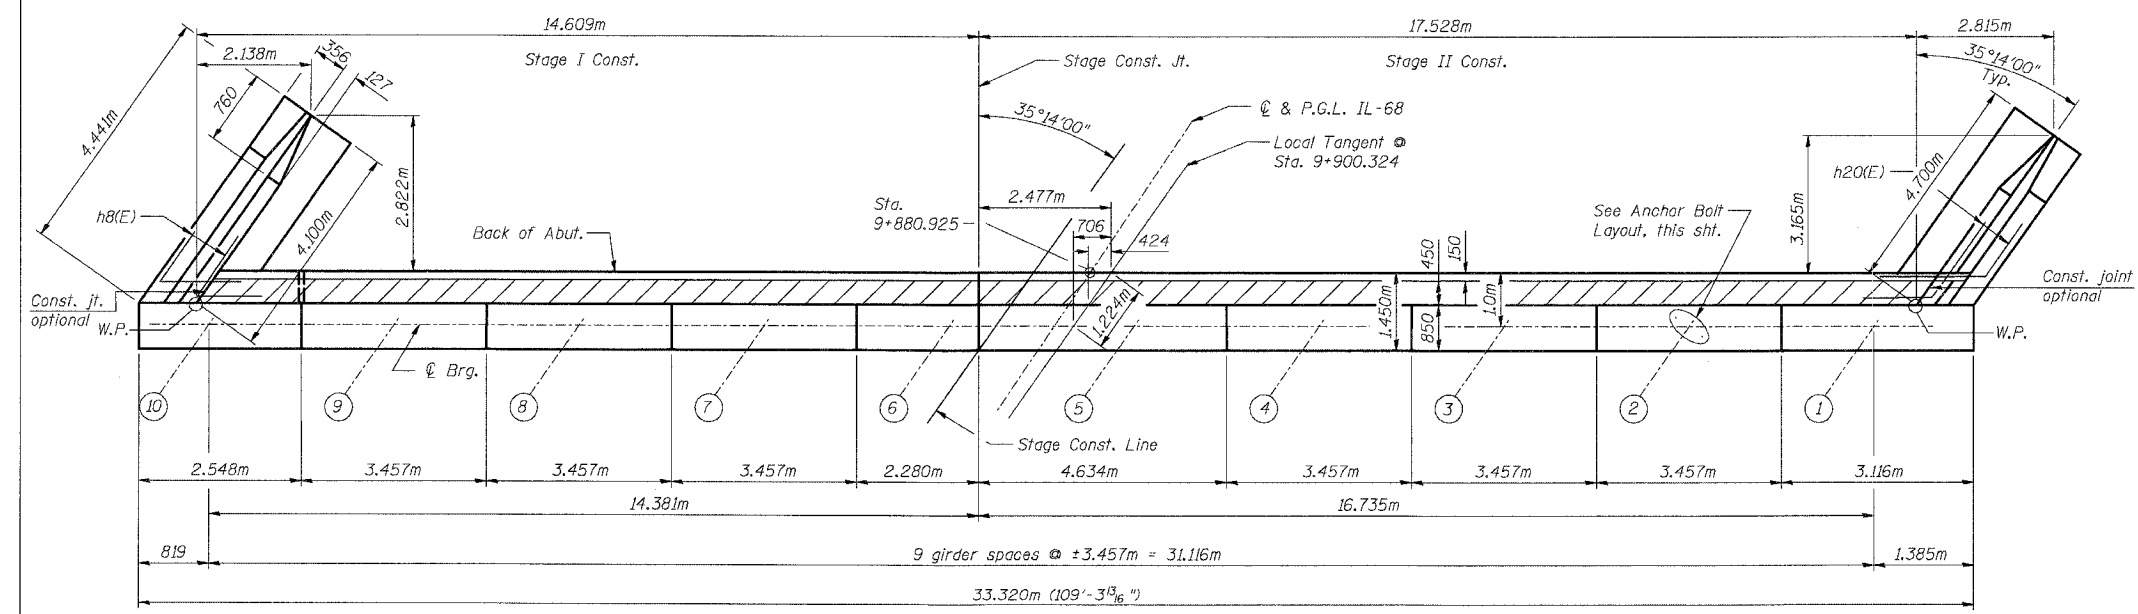 14.609m
17.528m
2.815m
2.138m
356
127
760
4.441m
Stage I Const.
Stage Const. Jt.
Stage II Const.
35°14'00"
Typ.
35°14'00"
℄ & P.G.L. IL-68
Local Tangent @
Sta. 9+900.324
h20(E)
4.700m
3.165m
2.822m
4.100m
h8(E)
Back of Abut.
Sta.
9+880.925
2.477m
706
424
See Anchor Bolt
Layout, this sht.
450
150
Const. jt.
optional
W.P.
1.224m
1.450m
850
1.0m
Const. joint
optional
W.P.
℄ Brg.
10
9
8
7
6
5
4
3
2
1
Stage Const. Line
2.548m
3.457m
3.457m
3.457m
2.280m
4.634m
3.457m
3.457m
3.457m
3.116m
14.381m
16.735m
819
9 girder spaces @ ±3.457m = 31.116m
1.385m
33.320m (109'-3 13/16")